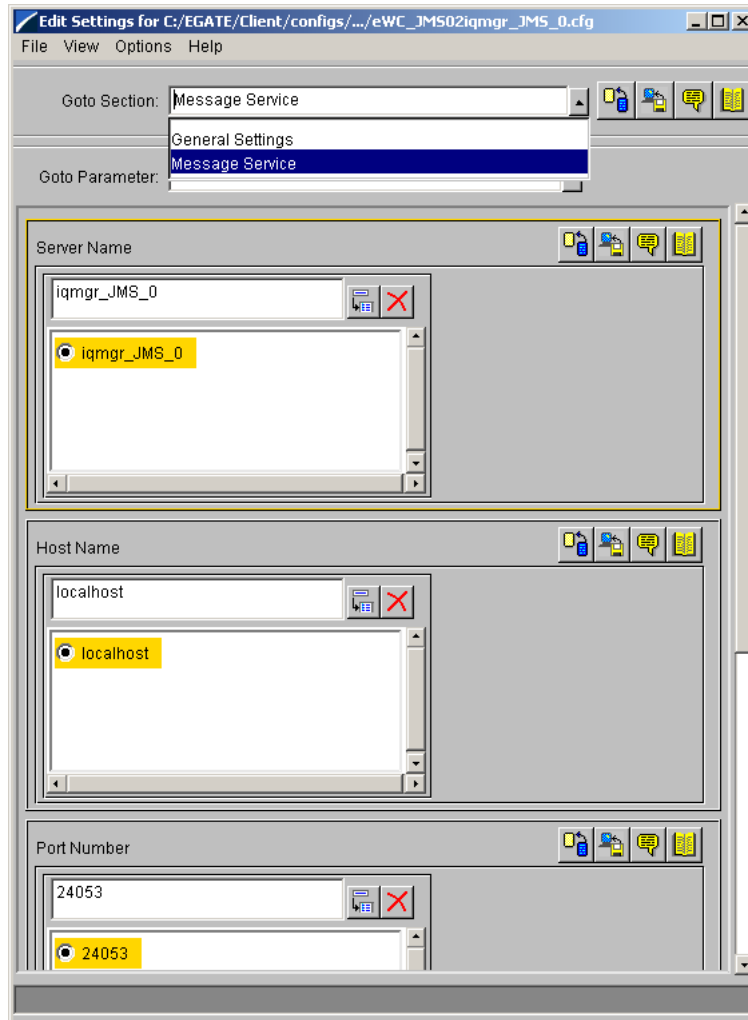 Edit Settings for C:/EGATE/Client/configs/.../eWC_JMS02iqmgr_JMS_0.cfg
File View Options Help
Goto Section: Message Service
General Settings
Message Service
Goto Parameter:
Server Name
iqmgr_JMS_0
iqmgr_JMS_0
Host Name
localhost
localhost
Port Number
24053
24053